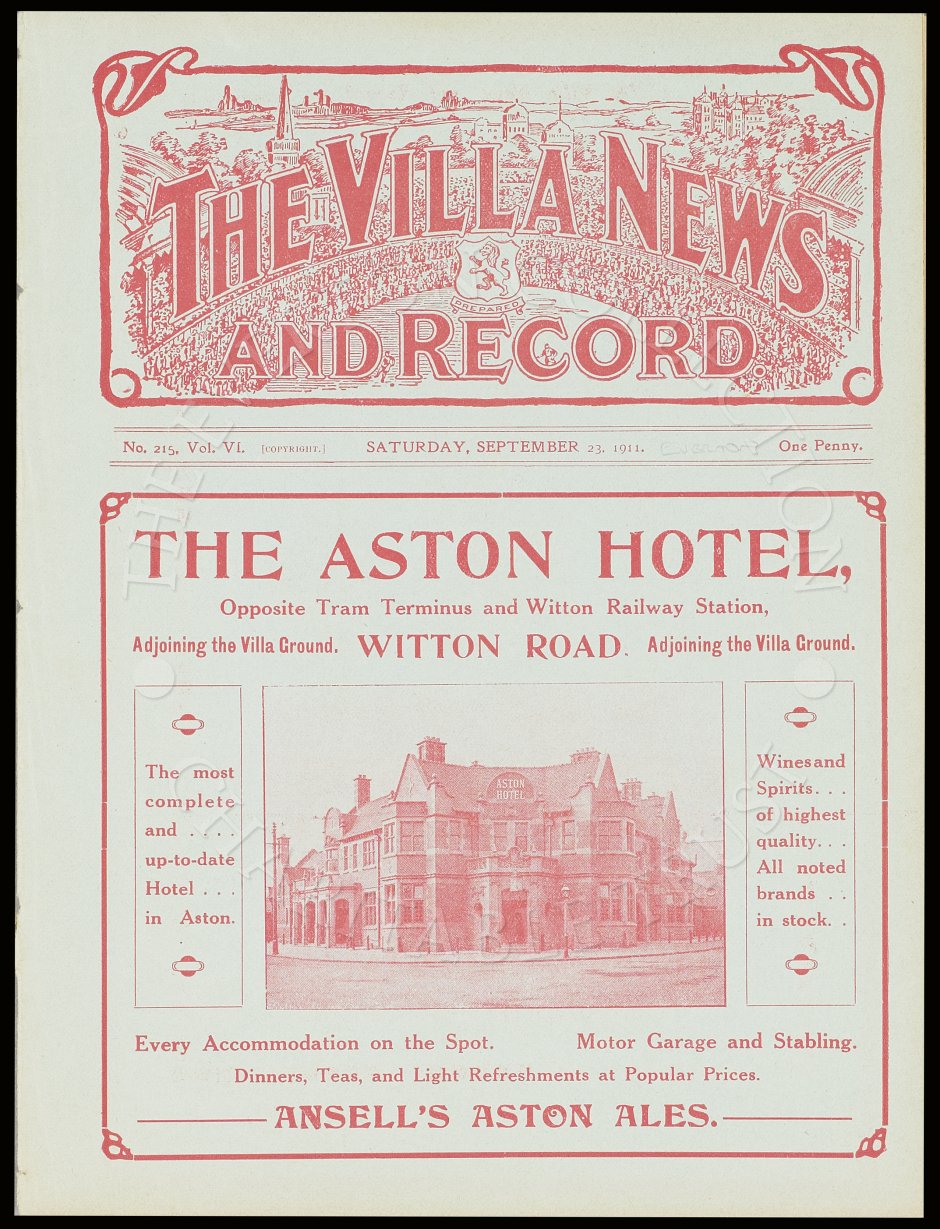 THE VILLA NEWS
PREPARED
AND RECORD.
No. 215. Vol. VI. [COPYRIGHT.] SATURDAY, SEPTEMBER 23, 1911. One Penny.
THE ASTON HOTEL,
Opposite Tram Terminus and Witton Railway Station,
Adjoining the Villa Ground. WITTON ROAD. Adjoining the Villa Ground.
The most
complete
and ....
up-to-date
Hotel ...
in Aston.
ASTON
HOTEL
Wines and
Spirits...
of highest
quality...
All noted
brands ..
in stock. .
Every Accommodation on the Spot. Motor Garage and Stabling.
Dinners, Teas, and Light Refreshments at Popular Prices.
ANSELL'S ASTON ALES.